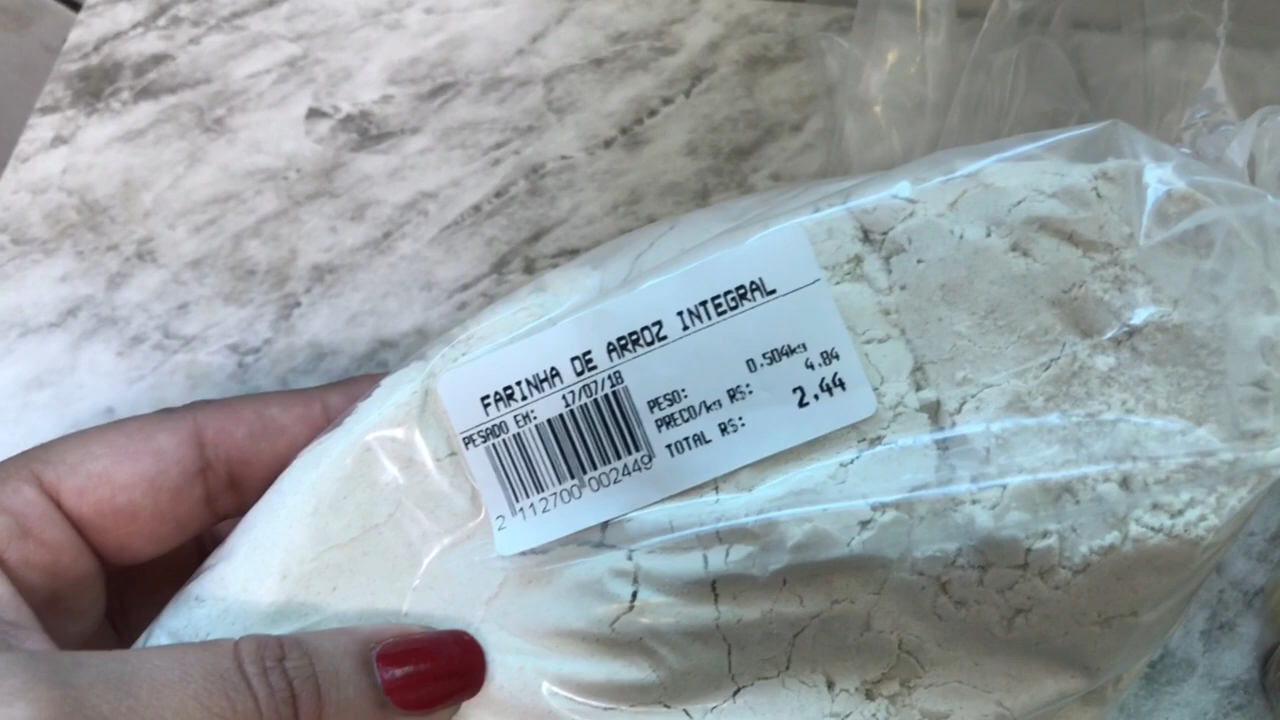 FARINHA DE ARROZ INTEGRAL
PESADO EM: 17/07/18
PESO: 0.504kg
PRECO/kg R$: 4.84
TOTAL R$: 2.44
2 112700 002449